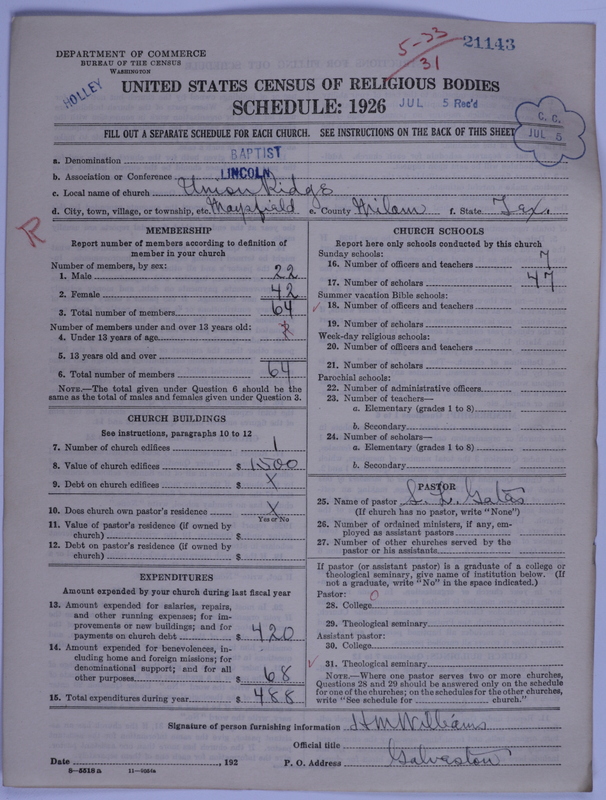 DEPARTMENT OF COMMERCE
BUREAU OF THE CENSUS
WASHINGTON
HOLLEY
5-23
31
21143
UNITED STATES CENSUS OF RELIGIOUS BODIES
SCHEDULE: 1926
JUL 5 Rec'd
C. C.
JUL 5
FILL OUT A SEPARATE SCHEDULE FOR EACH CHURCH. SEE INSTRUCTIONS ON THE BACK OF THIS SHEET
a. Denomination BAPTIST
b. Association or Conference LINCOLN
c. Local name of church Union Ridge
d. City, town, village, or township, etc. Maysfield e. County Milam f. State Tex.
R
MEMBERSHIP
Report number of members according to definition of
member in your church
Number of members, by sex:
1. Male 22
2. Female 42
3. Total number of members 64
Number of members under and over 13 years old:
4. Under 13 years of age
5. 13 years old and over
6. Total number of members 64
NOTE.—The total given under Question 6 should be the
same as the total of males and females given under Question 3.
CHURCH BUILDINGS
See instructions, paragraphs 10 to 12
7. Number of church edifices 1
8. Value of church edifices $ 1500
9. Debt on church edifices $ X
10. Does church own pastor's residence? X
Yes or No
11. Value of pastor's residence (if owned by
church) $
12. Debt on pastor's residence (if owned by
church) $
EXPENDITURES
Amount expended by your church during last fiscal year
13. Amount expended for salaries, repairs,
and other running expenses; for im-
provements or new buildings; and for
payments on church debt $ 420
14. Amount expended for benevolences, in-
cluding home and foreign missions; for
denominational support; and for all
other purposes $ 68
15. Total expenditures during year $ 488
CHURCH SCHOOLS
Report here only schools conducted by this church
Sunday schools:
16. Number of officers and teachers 7
17. Number of scholars 47
Summer vacation Bible schools:
✓ 18. Number of officers and teachers
19. Number of scholars
Week-day religious schools:
20. Number of officers and teachers
21. Number of scholars
Parochial schools:
22. Number of administrative officers
23. Number of teachers—
a. Elementary (grades 1 to 8)
b. Secondary
24. Number of scholars—
a. Elementary (grades 1 to 8)
b. Secondary
PASTOR
25. Name of pastor S. L. Gates
(If church has no pastor, write "None")
26. Number of ordained ministers, if any, em-
ployed as assistant pastors
27. Number of other churches served by the
pastor or his assistants
If pastor (or assistant pastor) is a graduate of a college or
theological seminary, give name of institution below. (If
not a graduate, write "No" in the space indicated.)
Pastor: 0
28. College
29. Theological seminary
Assistant pastor:
30. College
✓ 31. Theological seminary
NOTE.—Where one pastor serves two or more churches,
Questions 28 and 29 should be answered only on the schedule
for one of the churches; on the schedules for the other churches,
write "See schedule for church."
Signature of person furnishing information H M Williams
Official title
Date , 192 P. O. Address Galveston
8-5518 a